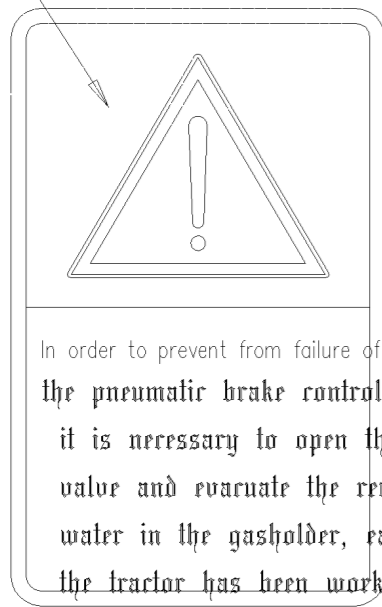 In order to prevent from failure of
the pneumatic brake control
it is necessary to open th
valve and evacuate the re
water in the gasholder, ea
the tractor has been work